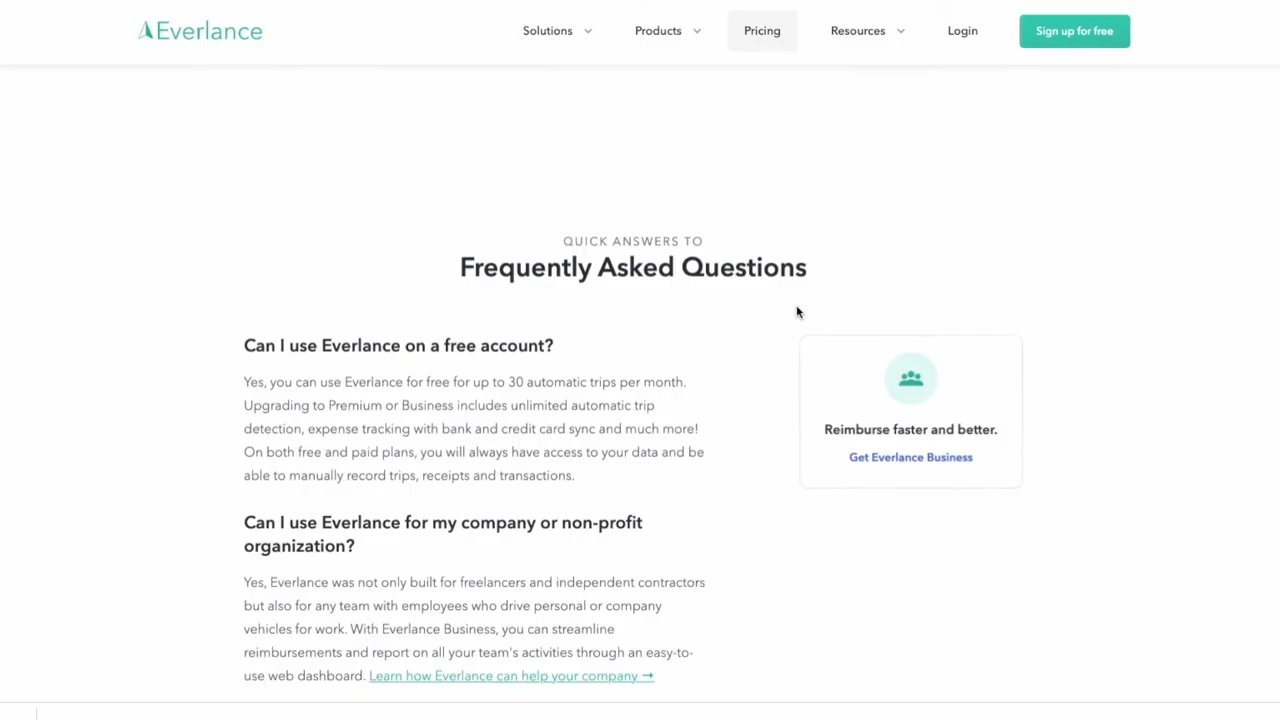 Everlance
Solutions
Products
Pricing
Resources
Login
Sign up for free
QUICK ANSWERS TO
Frequently Asked Questions
Can I use Everlance on a free account?
Yes, you can use Everlance for free for up to 30 automatic trips per month.
Upgrading to Premium or Business includes unlimited automatic trip
detection, expense tracking with bank and credit card sync and much more!
On both free and paid plans, you will always have access to your data and be
able to manually record trips, receipts and transactions.
Reimburse faster and better.
Get Everlance Business
Can I use Everlance for my company or non-profit
organization?
Yes, Everlance was not only built for freelancers and independent contractors
but also for any team with employees who drive personal or company
vehicles for work. With Everlance Business, you can streamline
reimbursements and report on all your team's activities through an easy-to-
use web dashboard. Learn how Everlance can help your company →